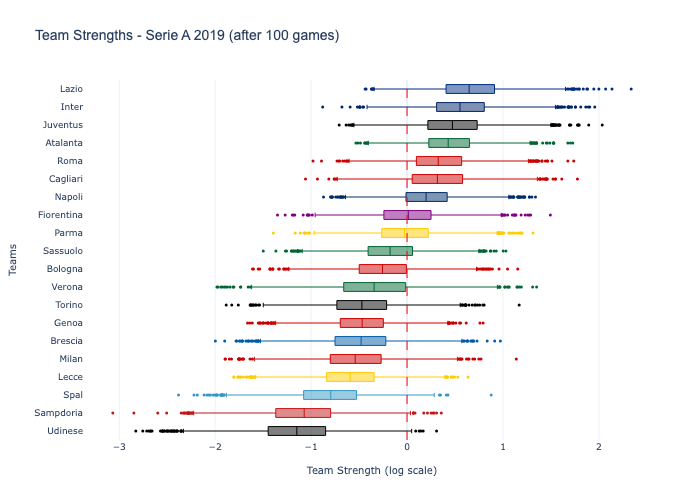 Team Strengths - Serie A 2019 (after 100 games)
Lazio
Inter
Juventus
Atalanta
Roma
Cagliari
Napoli
Fiorentina
Parma
Sassuolo
Bologna
Verona
Torino
Genoa
Brescia
Milan
Lecce
Spal
Sampdoria
Udinese
Teams
−3 −2 −1 0 1 2
Team Strength (log scale)